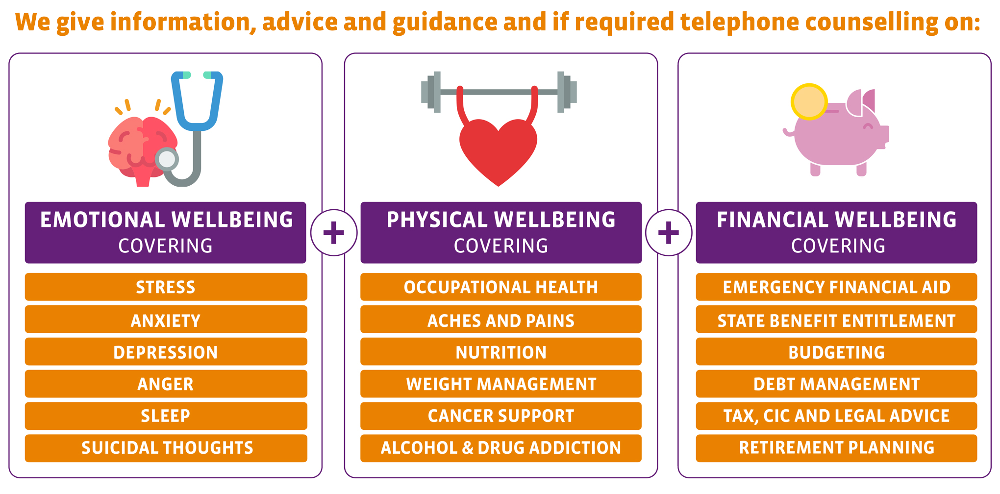 We give information, advice and guidance and if required telephone counselling on:
EMOTIONAL WELLBEING
COVERING
STRESS
ANXIETY
DEPRESSION
ANGER
SLEEP
SUICIDAL THOUGHTS
+
PHYSICAL WELLBEING
COVERING
OCCUPATIONAL HEALTH
ACHES AND PAINS
NUTRITION
WEIGHT MANAGEMENT
CANCER SUPPORT
ALCOHOL & DRUG ADDICTION
+
FINANCIAL WELLBEING
COVERING
EMERGENCY FINANCIAL AID
STATE BENEFIT ENTITLEMENT
BUDGETING
DEBT MANAGEMENT
TAX, CIC AND LEGAL ADVICE
RETIREMENT PLANNING